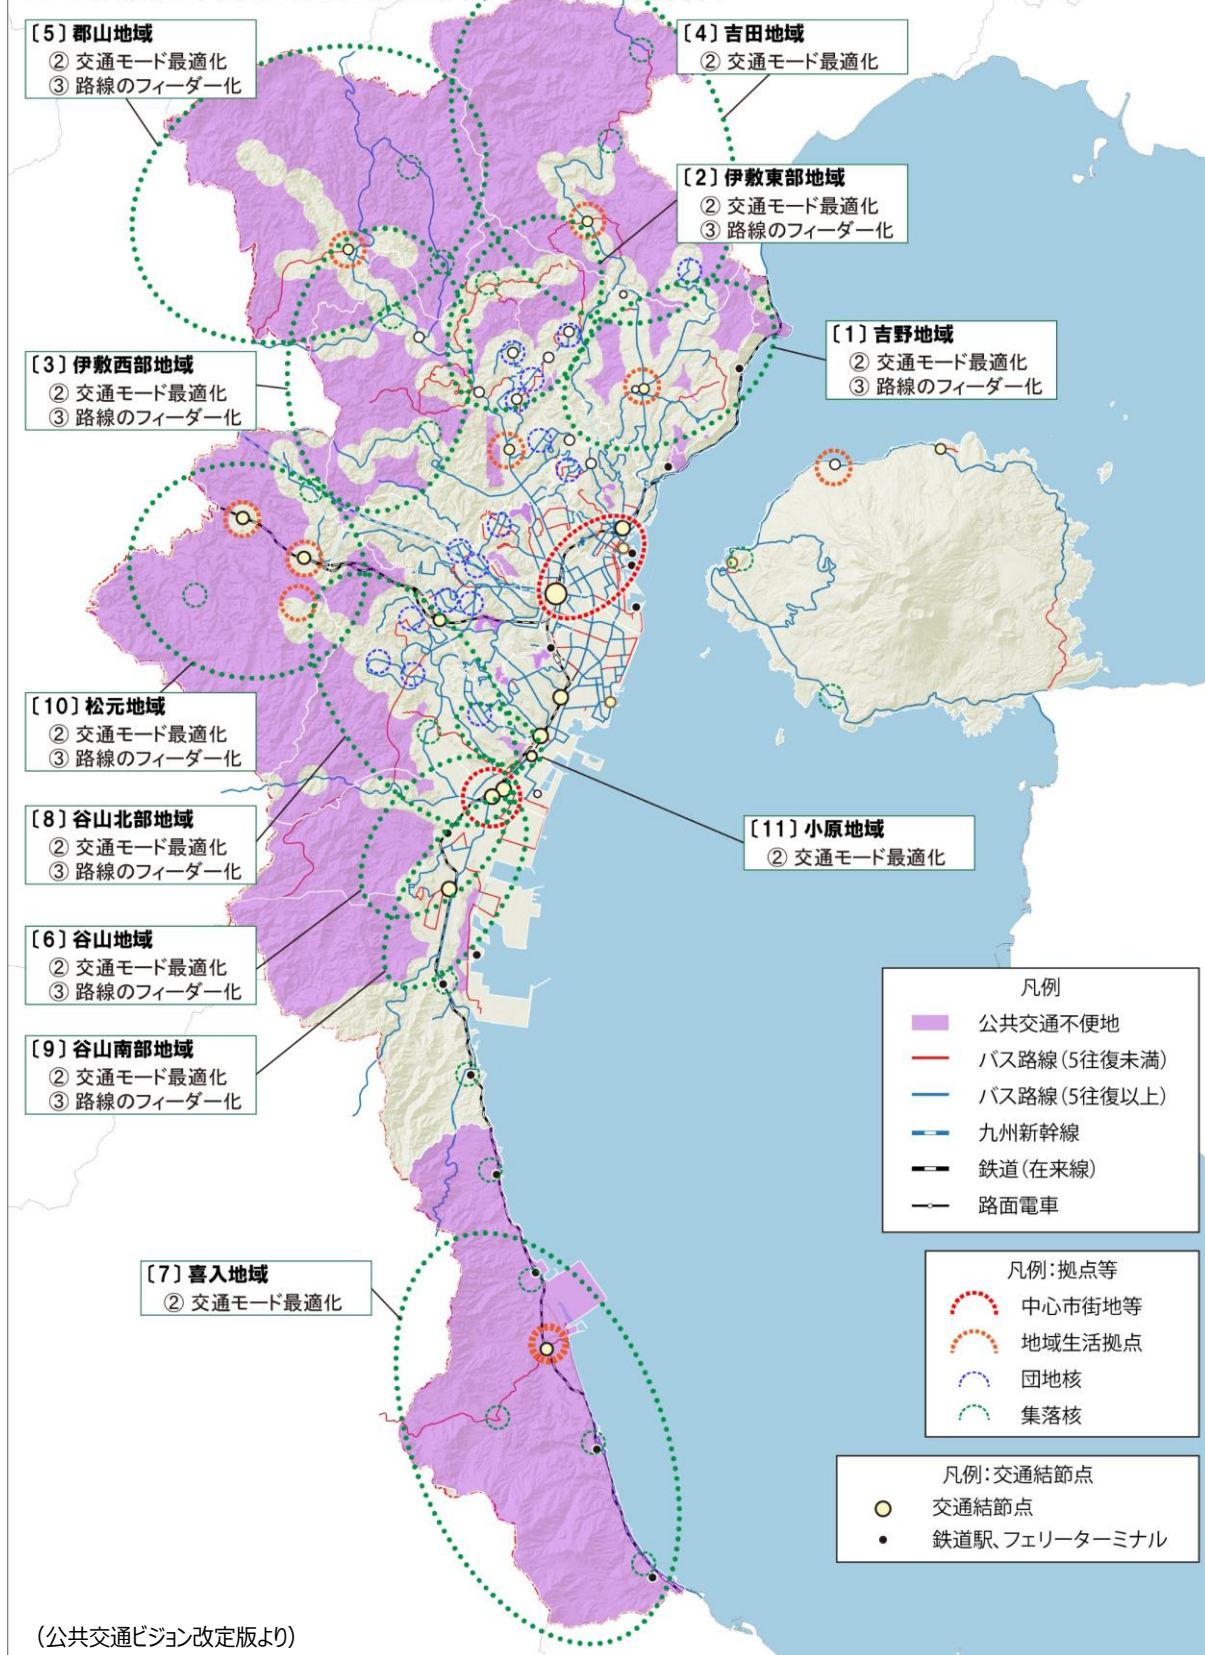 〔5〕郡山地域
② 交通モード最適化
③ 路線のフィーダー化
〔4〕吉田地域
② 交通モード最適化
〔2〕伊敷東部地域
② 交通モード最適化
③ 路線のフィーダー化
〔1〕吉野地域
② 交通モード最適化
③ 路線のフィーダー化
〔3〕伊敷西部地域
② 交通モード最適化
③ 路線のフィーダー化
〔10〕松元地域
② 交通モード最適化
③ 路線のフィーダー化
〔8〕谷山北部地域
② 交通モード最適化
③ 路線のフィーダー化
〔11〕小原地域
② 交通モード最適化
〔6〕谷山地域
② 交通モード最適化
③ 路線のフィーダー化
〔9〕谷山南部地域
② 交通モード最適化
③ 路線のフィーダー化
〔7〕喜入地域
② 交通モード最適化
凡例
公共交通不便地
バス路線(5往復未満)
バス路線(5往復以上)
九州新幹線
鉄道(在来線)
路面電車
凡例:拠点等
中心市街地等
地域生活拠点
団地核
集落核
凡例:交通結節点
交通結節点
鉄道駅、フェリーターミナル
(公共交通ビジョン改定版より)